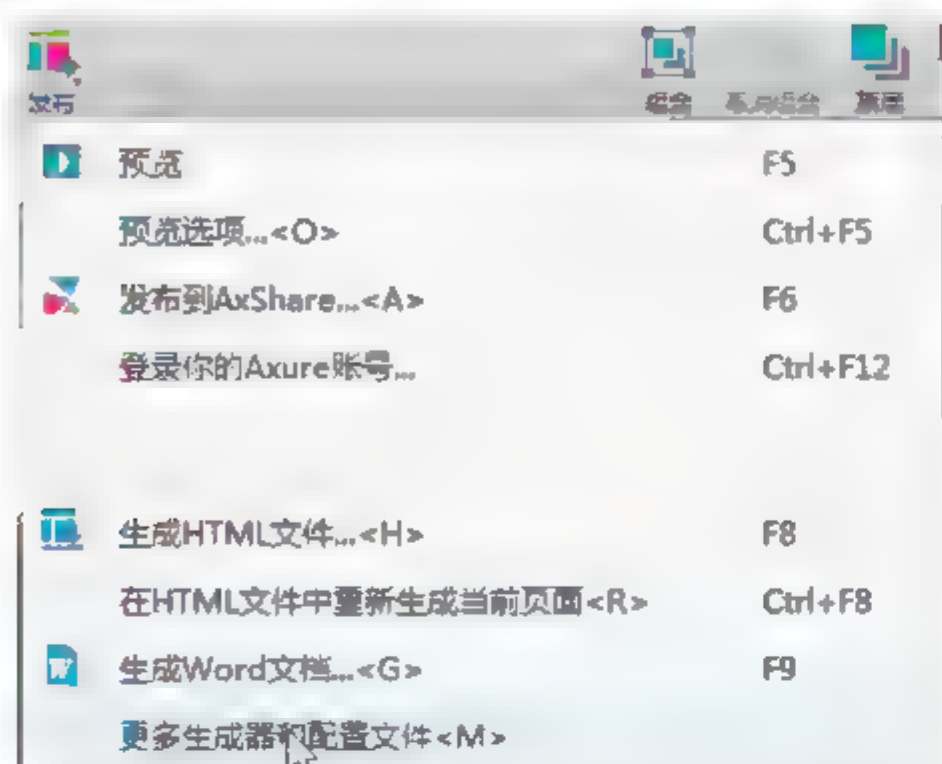 发布 组合 顶层
预览 F5
预览选项...<O> Ctrl+F5
发布到AxShare...<A> F6
登录你的Axure账号... Ctrl+F12
生成HTML文件...<H> F8
在HTML文件中重新生成当前页面<R> Ctrl+F8
生成Word文档...<G> F9
更多生成器和配置文件<M>